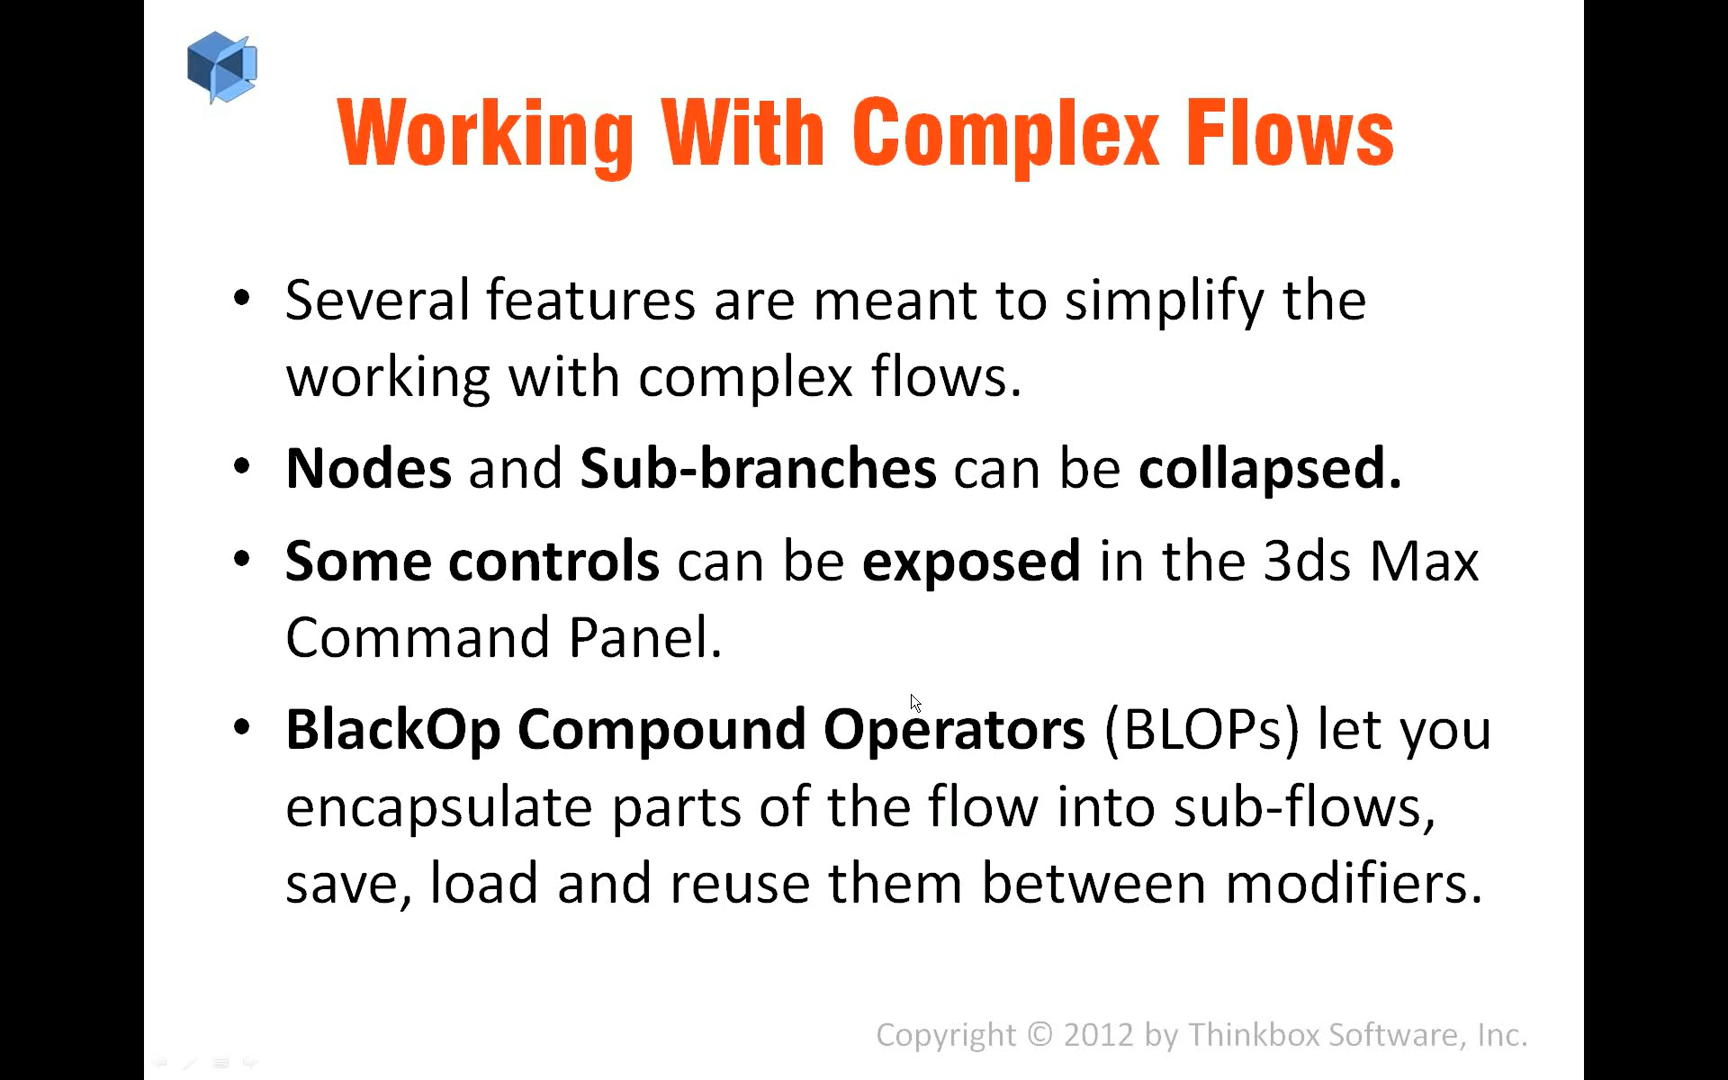 Working With Complex Flows
• Several features are meant to simplify the
working with complex flows.
• Nodes and Sub-branches can be collapsed.
• Some controls can be exposed in the 3ds Max
Command Panel.
• BlackOp Compound Operators (BLOPs) let you
encapsulate parts of the flow into sub-flows,
save, load and reuse them between modifiers.
Copyright © 2012 by Thinkbox Software, Inc.